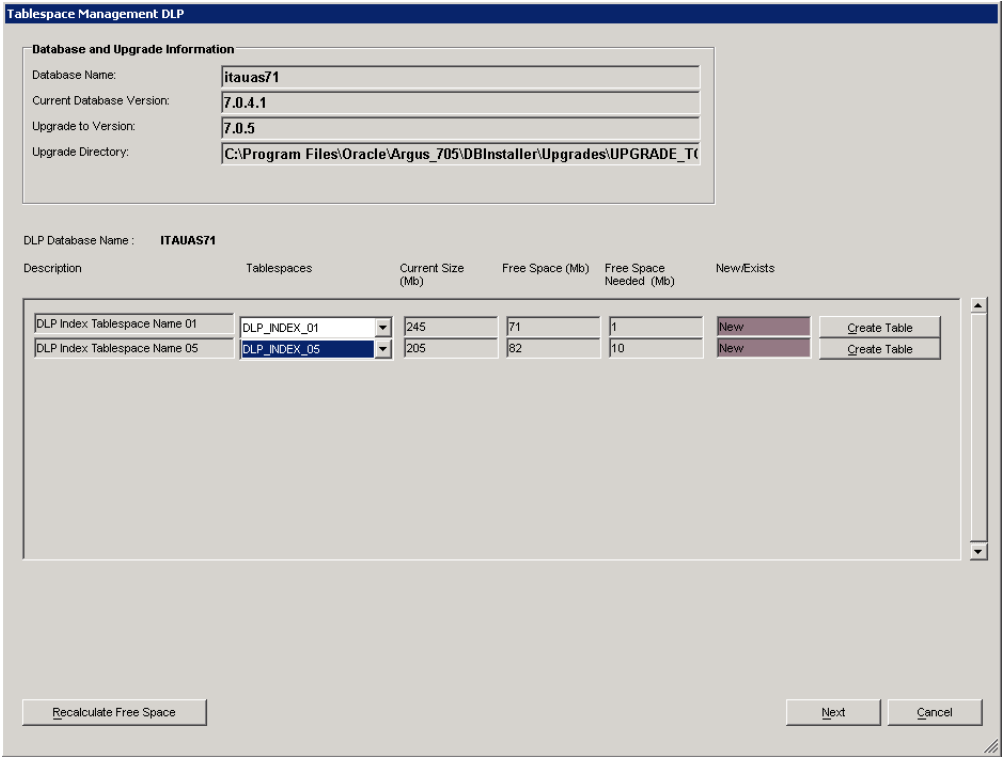 Tablespace Management DLP
Database and Upgrade Information
Database Name: itauas71
Current Database Version: 7.0.4.1
Upgrade to Version: 7.0.5
Upgrade Directory: C:\Program Files\Oracle\Argus_705\DBInstaller\Upgrades\UPGRADE_T
DLP Database Name : ITAUAS71
Description Tablespaces Current Size (Mb) Free Space (Mb) Free Space Needed (Mb) New/Exists
DLP Index Tablespace Name 01 DLP_INDEX_01 245 71 1 New Create Table
DLP Index Tablespace Name 05 DLP_INDEX_05 205 82 10 New Create Table
Recalculate Free Space Next Cancel